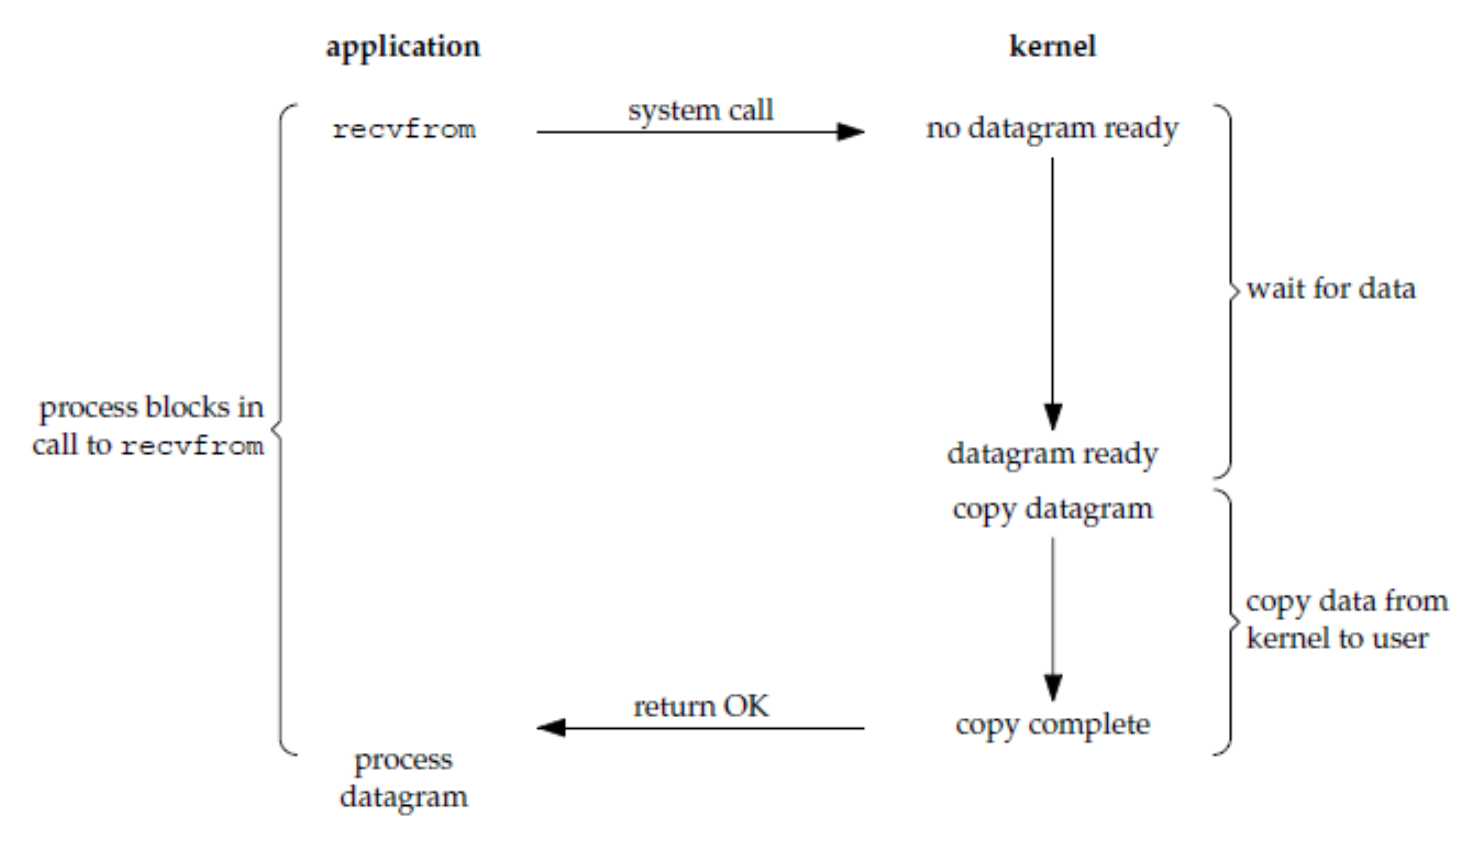 application
kernel
recvfrom
system call
no datagram ready
wait for data
process blocks in
call to recvfrom
datagram ready
copy datagram
copy data from
kernel to user
return OK
copy complete
process
datagram